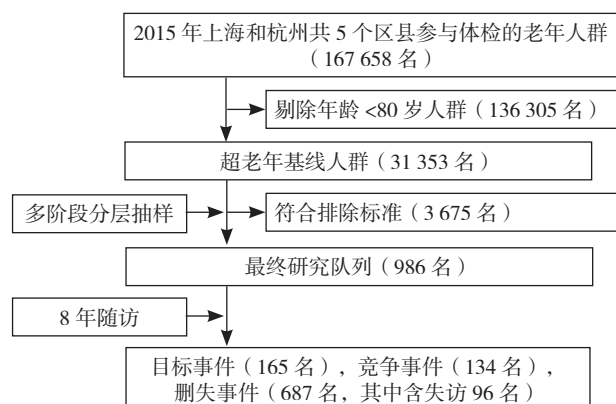 2015 年上海和杭州共 5 个区县参与体检的老年人群
（167 658 名）
剔除年龄 <80 岁人群（136 305 名）
超老年基线人群（31 353 名）
多阶段分层抽样
符合排除标准（3 675 名）
最终研究队列（986 名）
8 年随访
目标事件（165 名），竞争事件（134 名），
删失事件（687 名，其中含失访 96 名）